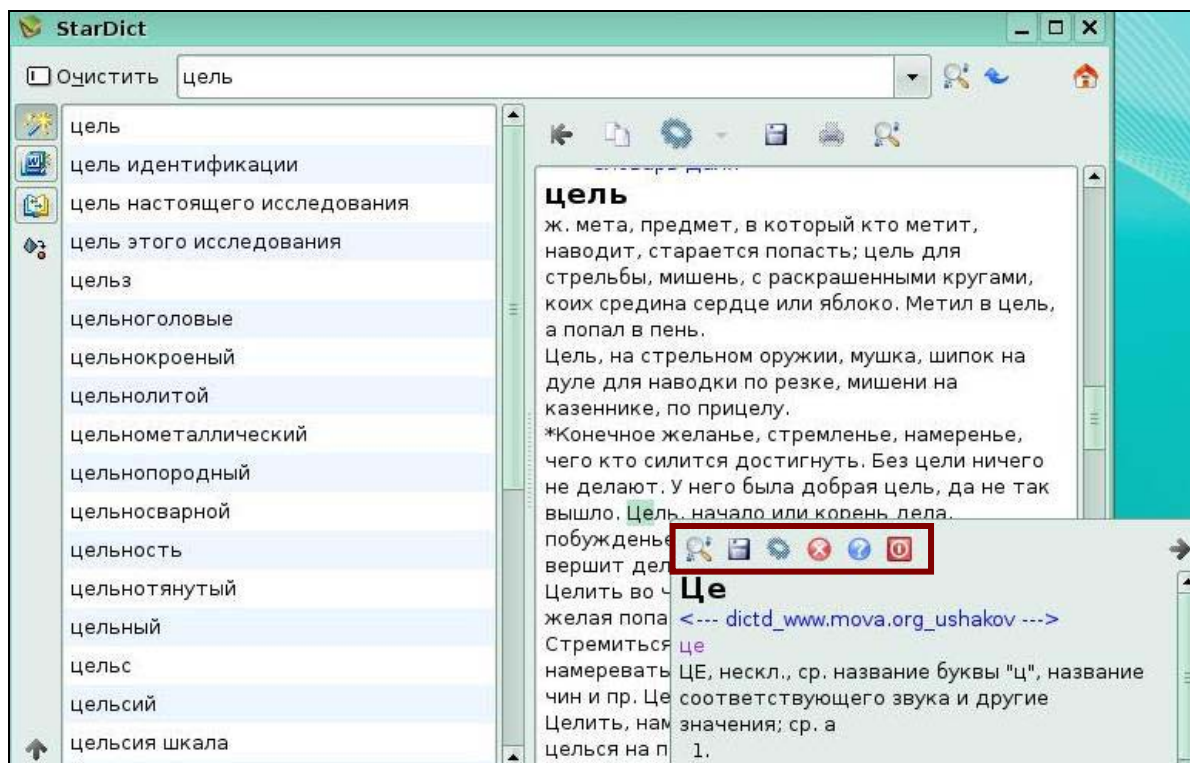 StarDict
Очистить
цель
цель
цель идентификации
цель настоящего исследования
цель этого исследования
цельз
цельноголовые
цельнокроеный
цельнолитой
цельнометаллический
цельнопородный
цельносварной
цельность
цельнотянутый
цельный
цельс
цельсий
цельсия шкала
цель
ж. мета, предмет, в который кто метит,
наводит, старается попасть; цель для
стрельбы, мишень, с раскрашенными кругами,
коих средина сердце или яблоко. Метил в цель,
а попал в пень.
Цель, на стрельном оружии, мушка, шипок на
дуле для наводки по резке, мишени на
казеннике, по прицелу.
*Конечное желанье, стремленье, намеренье,
чего кто силится достигнуть. Без цели ничего
не делают. У него была добрая цель, да не так
вышло. Цель, начало или корень дела,
побужденье
вершит дел
Целить во ч
желая попа
Стремиться
намеревать
чин и пр. Це
Целить, нам
целься на п
Це
<--- dictd_www.mova.org_ushakov --->
це
ЦЕ, нескл., ср. название буквы "ц", название
соответствующего звука и другие
значения; ср. а
1.